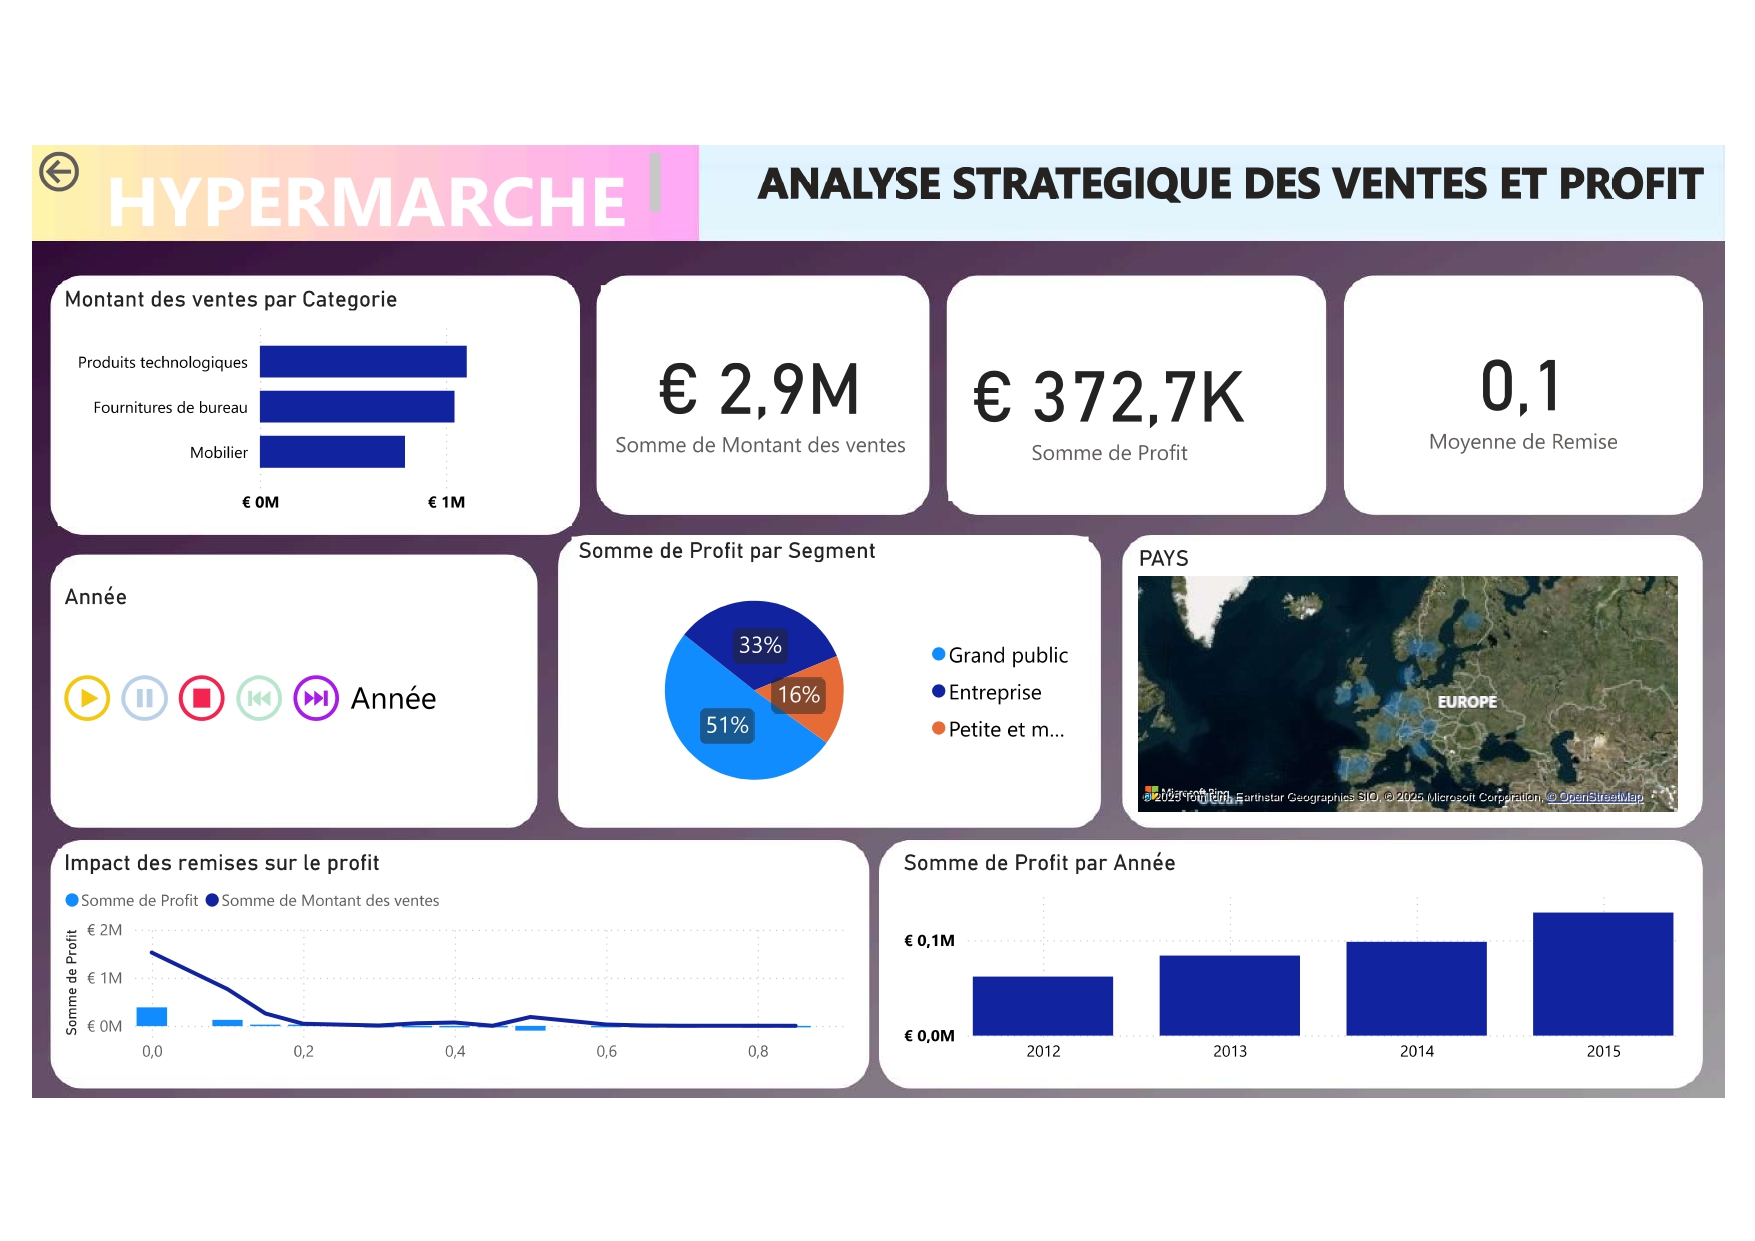 HYPERMARCHE
ANALYSE STRATEGIQUE DES VENTES ET PROFIT
Montant des ventes par Categorie
Produits technologiques
Fournitures de bureau
Mobilier
€ 0M
€ 1M
€ 2,9M
Somme de Montant des ventes
€ 372,7K
Somme de Profit
0,1
Moyenne de Remise
Année
Année
Somme de Profit par Segment
33%
16%
51%
Grand public
Entreprise
Petite et m...
PAYS
EUROPE
Microsoft Bing
© 2025 TomTom, Earthstar Geographics SIO, © 2025 Microsoft Corporation, © OpenStreetMap
Impact des remises sur le profit
Somme de Profit
Somme de Montant des ventes
Somme de Profit
€ 2M
€ 1M
€ 0M
0,0
0,2
0,4
0,6
0,8
Somme de Profit par Année
€ 0,1M
€ 0,0M
2012
2013
2014
2015